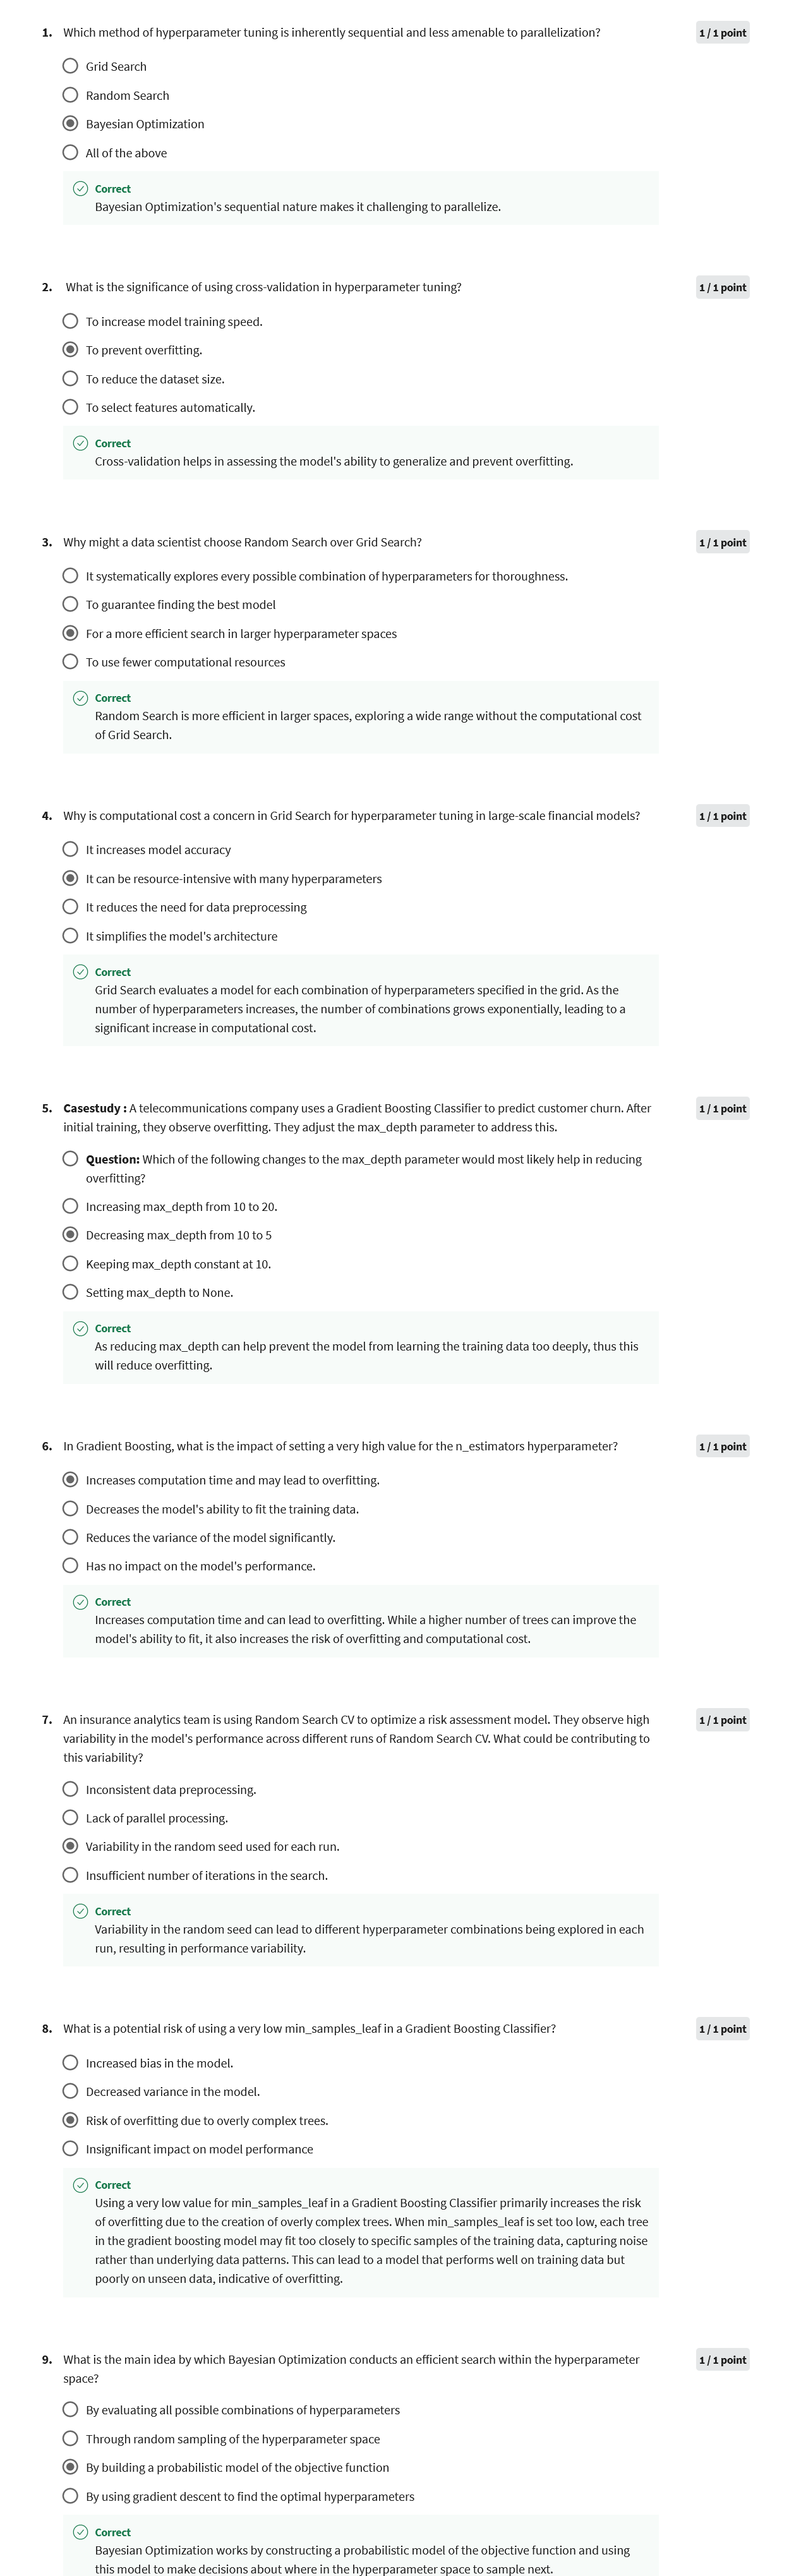 1. Which method of hyperparameter tuning is inherently sequential and less amenable to parallelization?
1 / 1 point
Grid Search
Random Search
Bayesian Optimization
All of the above
Correct
Bayesian Optimization's sequential nature makes it challenging to parallelize.
2. What is the significance of using cross-validation in hyperparameter tuning?
1 / 1 point
To increase model training speed.
To prevent overfitting.
To reduce the dataset size.
To select features automatically.
Correct
Cross-validation helps in assessing the model's ability to generalize and prevent overfitting.
3. Why might a data scientist choose Random Search over Grid Search?
1 / 1 point
It systematically explores every possible combination of hyperparameters for thoroughness.
To guarantee finding the best model
For a more efficient search in larger hyperparameter spaces
To use fewer computational resources
Correct
Random Search is more efficient in larger spaces, exploring a wide range without the computational cost
of Grid Search.
4. Why is computational cost a concern in Grid Search for hyperparameter tuning in large-scale financial models?
1 / 1 point
It increases model accuracy
It can be resource-intensive with many hyperparameters
It reduces the need for data preprocessing
It simplifies the model's architecture
Correct
Grid Search evaluates a model for each combination of hyperparameters specified in the grid. As the
number of hyperparameters increases, the number of combinations grows exponentially, leading to a
significant increase in computational cost.
5. Casestudy : A telecommunications company uses a Gradient Boosting Classifier to predict customer churn. After
1 / 1 point
initial training, they observe overfitting. They adjust the max_depth parameter to address this.
Question: Which of the following changes to the max_depth parameter would most likely help in reducing
overfitting?
Increasing max_depth from 10 to 20.
Decreasing max_depth from 10 to 5
Keeping max_depth constant at 10.
Setting max_depth to None.
Correct
As reducing max_depth can help prevent the model from learning the training data too deeply, thus this
will reduce overfitting.
6. In Gradient Boosting, what is the impact of setting a very high value for the n_estimators hyperparameter?
1 / 1 point
Increases computation time and may lead to overfitting.
Decreases the model's ability to fit the training data.
Reduces the variance of the model significantly.
Has no impact on the model's performance.
Correct
Increases computation time and can lead to overfitting. While a higher number of trees can improve the
model's ability to fit, it also increases the risk of overfitting and computational cost.
7. An insurance analytics team is using Random Search CV to optimize a risk assessment model. They observe high
1 / 1 point
variability in the model's performance across different runs of Random Search CV. What could be contributing to
this variability?
Inconsistent data preprocessing.
Lack of parallel processing.
Variability in the random seed used for each run.
Insufficient number of iterations in the search.
Correct
Variability in the random seed can lead to different hyperparameter combinations being explored in each
run, resulting in performance variability.
8. What is a potential risk of using a very low min_samples_leaf in a Gradient Boosting Classifier?
1 / 1 point
Increased bias in the model.
Decreased variance in the model.
Risk of overfitting due to overly complex trees.
Insignificant impact on model performance
Correct
Using a very low value for min_samples_leaf in a Gradient Boosting Classifier primarily increases the risk
of overfitting due to the creation of overly complex trees. When min_samples_leaf is set too low, each tree
in the gradient boosting model may fit too closely to specific samples of the training data, capturing noise
rather than underlying data patterns. This can lead to a model that performs well on training data but
poorly on unseen data, indicative of overfitting.
9. What is the main idea by which Bayesian Optimization conducts an efficient search within the hyperparameter
1 / 1 point
space?
By evaluating all possible combinations of hyperparameters
Through random sampling of the hyperparameter space
By building a probabilistic model of the objective function
By using gradient descent to find the optimal hyperparameters
Correct
Bayesian Optimization works by constructing a probabilistic model of the objective function and using
this model to make decisions about where in the hyperparameter space to sample next.